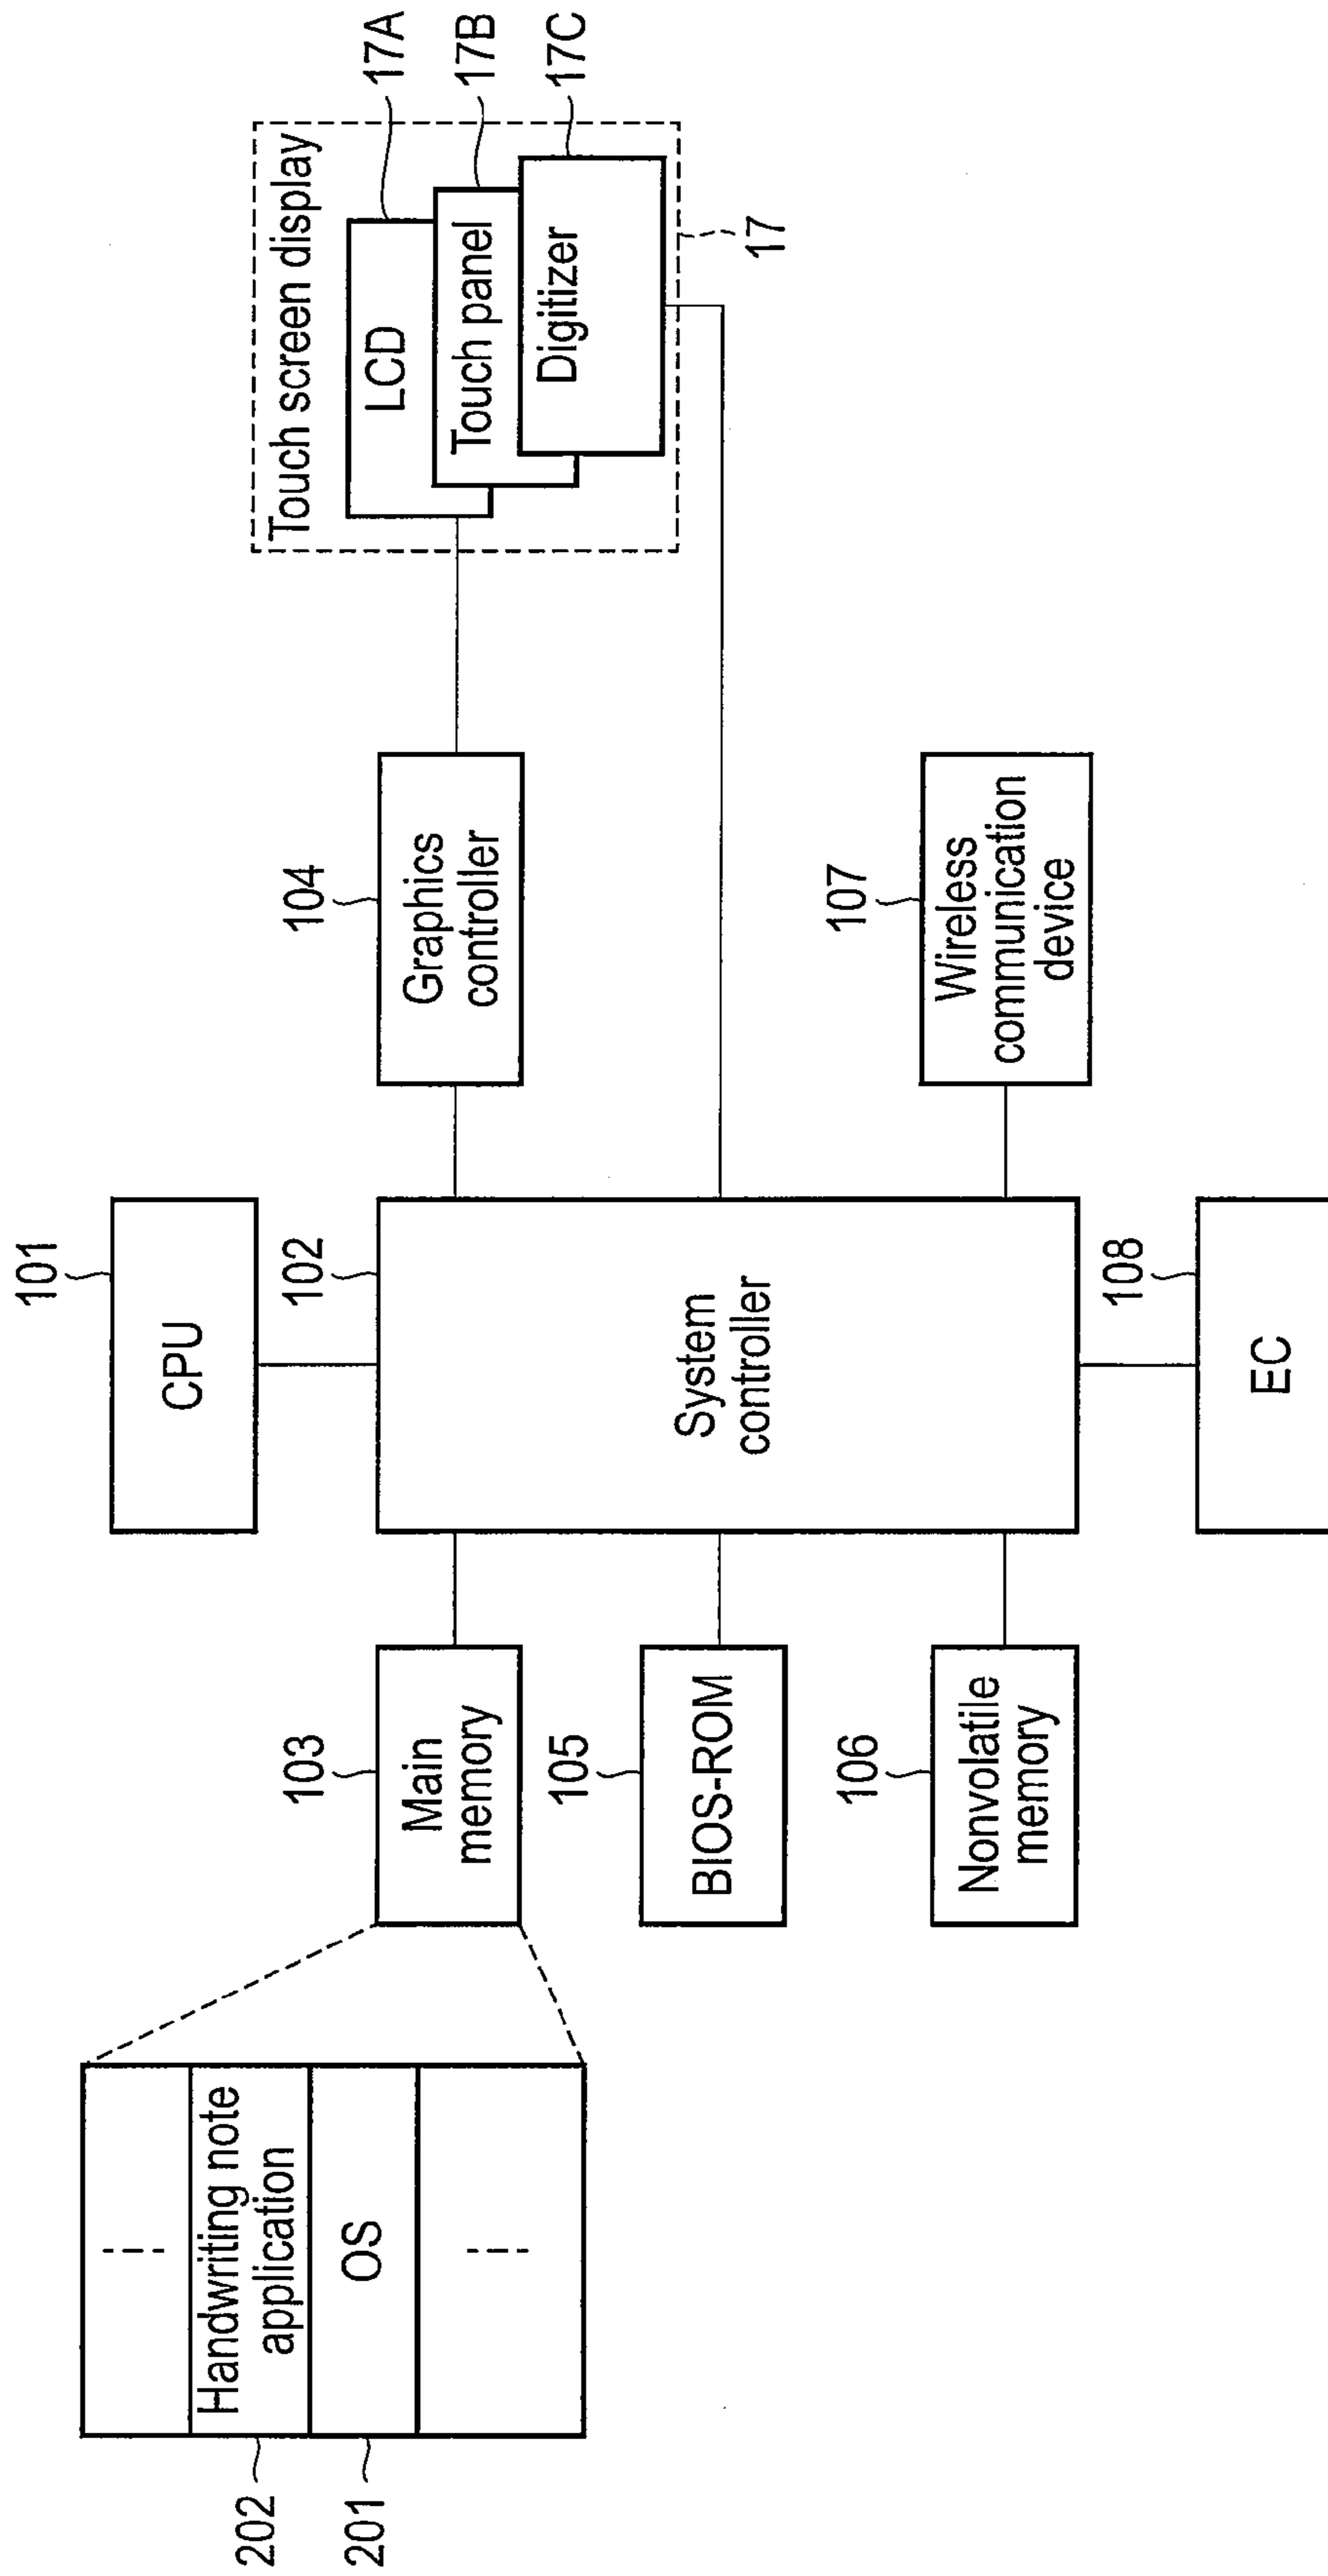 101
CPU
102
System
controller
103
Main
memory
104
Graphics
controller
Touch screen display
LCD
Touch panel
Digitizer
17A
17B
17C
17
202
Handwriting note
application
201
OS
105
BIOS-ROM
106
Nonvolatile
memory
107
Wireless
communication
device
108
EC